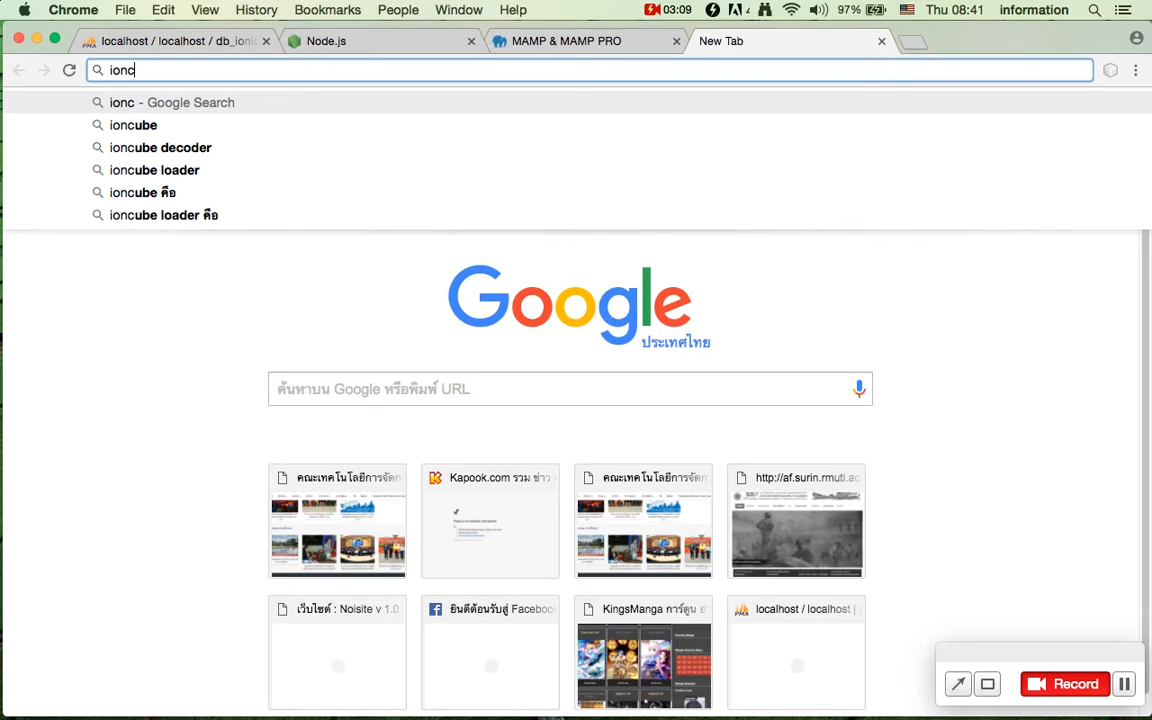 Chrome File Edit View History Bookmarks People Window Help 03:09 4 97% Thu 08:41 information
localhost / localhost / db_ionic
Node.js
MAMP & MAMP PRO
New Tab
ionc
ionc - Google Search
ioncube
ioncube decoder
ioncube loader
ioncube คือ
ioncube loader คือ
Google
ประเทศไทย
ค้นหาบน Google หรือพิมพ์ URL
คณะเทคโนโลยีการจัดก
Kapook.com รวม ข่าว
คณะเทคโนโลยีการจัดก
http://af.surin.rmuti.ac
เว็บไซต์ : Noisite v 1.0
ยินดีต้อนรับสู่ Facebook
KingsManga การ์ตูน อ่
localhost / localhost |
Record